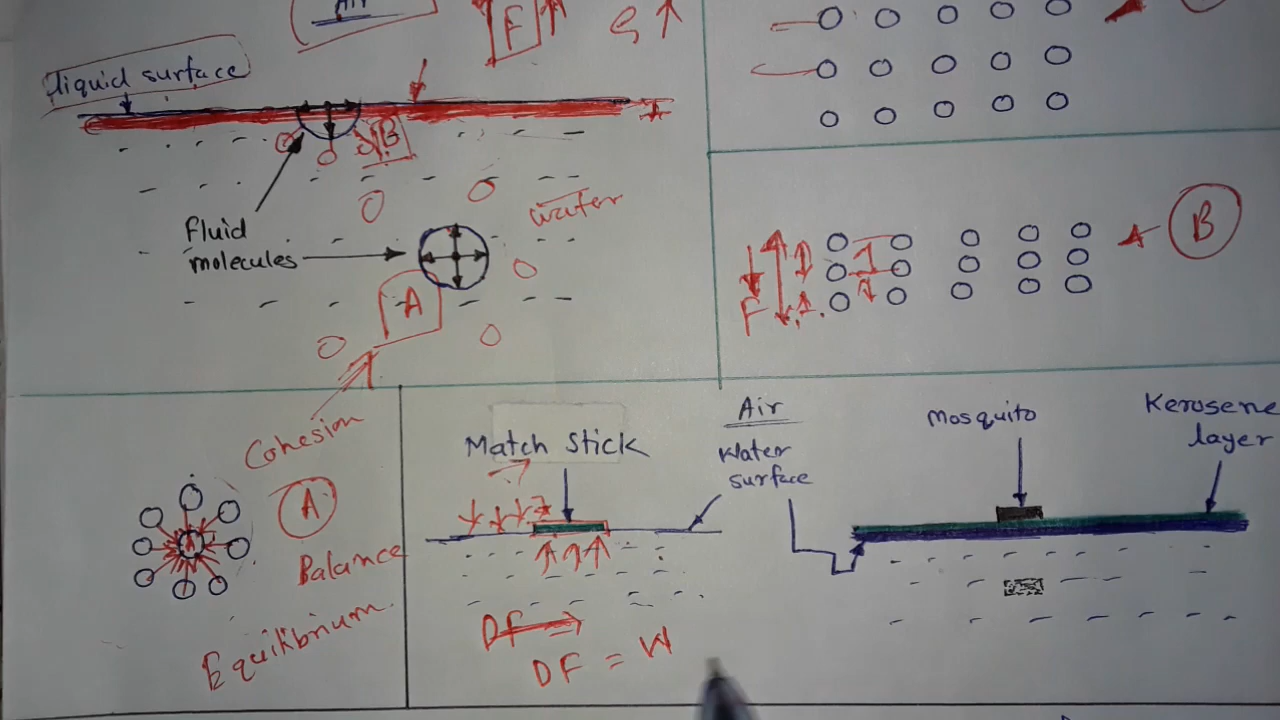 Air
F
liquid surface
B
water
fluid
molecules
A
B
F
Cohesion
A
Balance
Equilibrium.
Match Stick
Air
Water
surface
DF
DF = W
Mosquito
Kerosene
layer